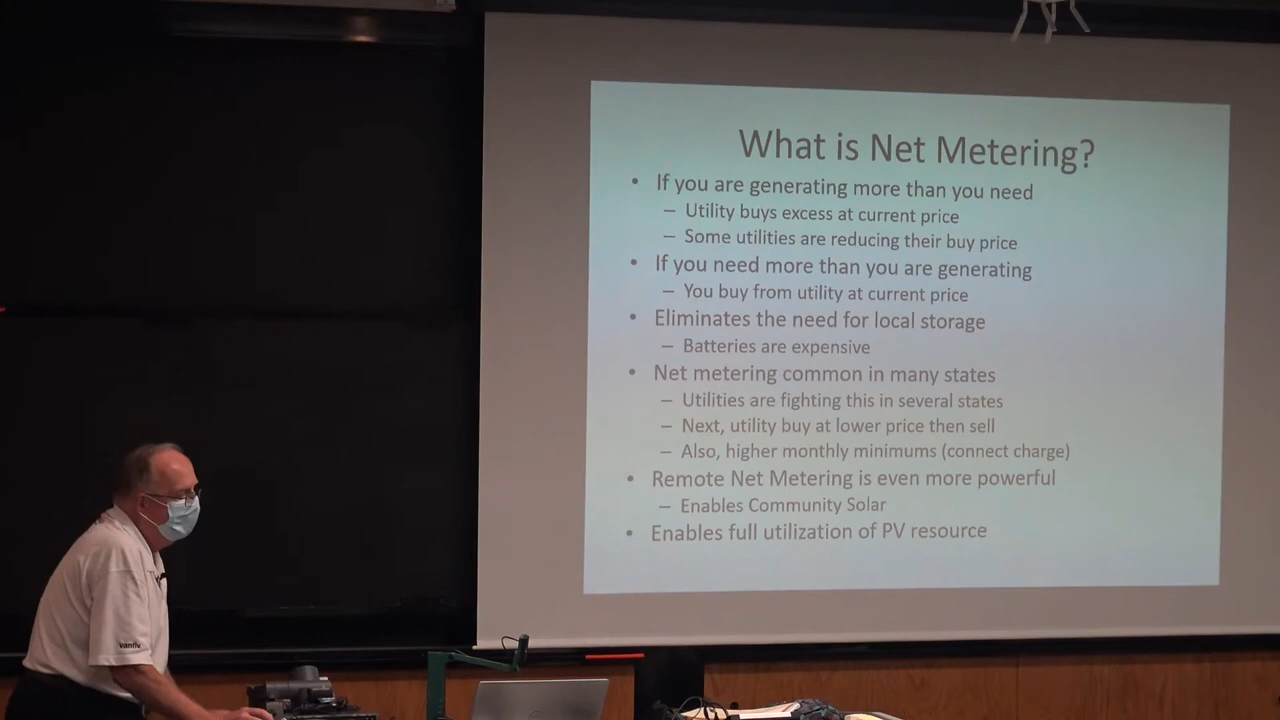 What is Net Metering?
• If you are generating more than you need
– Utility buys excess at current price
– Some utilities are reducing their buy price
• If you need more than you are generating
– You buy from utility at current price
• Eliminates the need for local storage
– Batteries are expensive
• Net metering common in many states
– Utilities are fighting this in several states
– Next, utility buy at lower price then sell
– Also, higher monthly minimums (connect charge)
• Remote Net Metering is even more powerful
– Enables Community Solar
• Enables full utilization of PV resource
vantiv